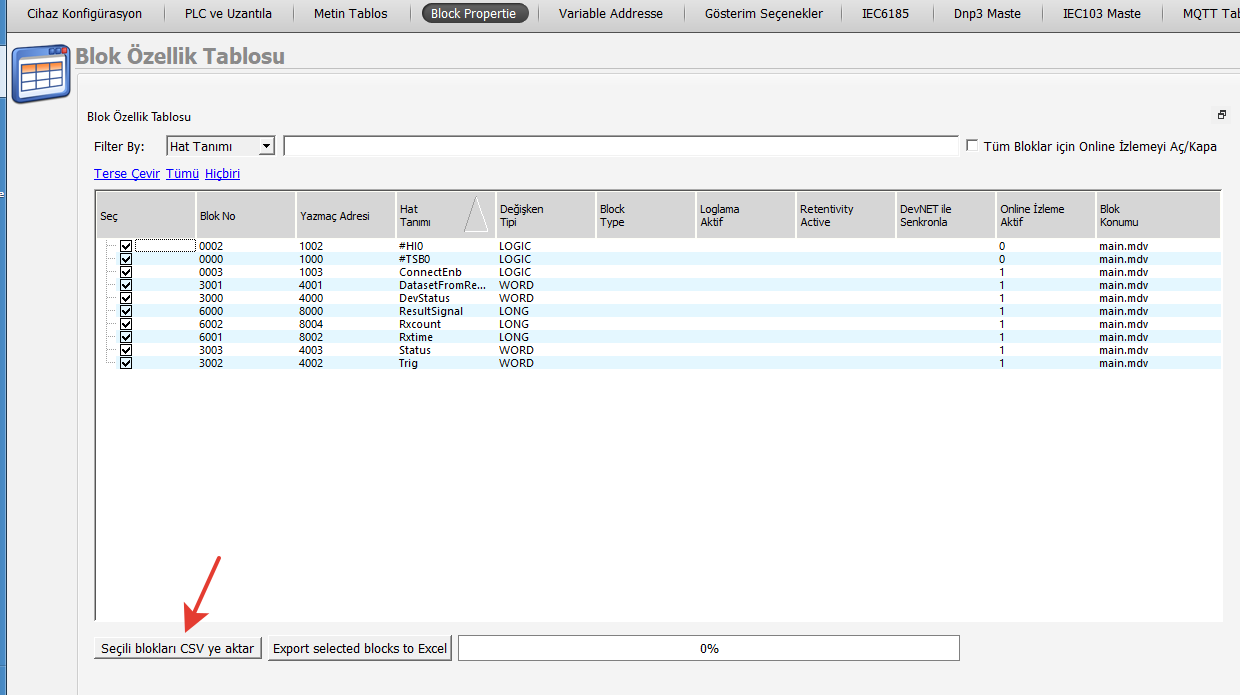 Cihaz Konfigürasyon PLC ve Uzantıla Metin Tablos Block Propertie Variable Addresse Gösterim Seçenekler IEC6185 Dnp3 Maste IEC103 Maste MQTT Tab
Blok Özellik Tablosu
Blok Özellik Tablosu
Filter By: Hat Tanımı Tüm Bloklar için Online İzlemeyi Aç/Kapa
Terse Çevir Tümü Hiçbiri
Seç Blok No Yazmaç Adresi Hat Tanımı Değişken Tipi Block Type Loglama Aktif Retentivity Active DevNET ile Senkronla Online İzleme Aktif Blok Konumu
0002 1002 #HI0 LOGIC 0 main.mdv
0000 1000 #TSB0 LOGIC 0 main.mdv
0003 1003 ConnectEnb LOGIC 1 main.mdv
3001 4001 DatasetFromRe... WORD 1 main.mdv
3000 4000 DevStatus WORD 1 main.mdv
6000 8000 ResultSignal LONG 1 main.mdv
6002 8004 Rxcount LONG 1 main.mdv
6001 8002 Rxtime LONG 1 main.mdv
3003 4003 Status WORD 1 main.mdv
3002 4002 Trig WORD 1 main.mdv
Seçili blokları CSV ye aktar Export selected blocks to Excel 0%